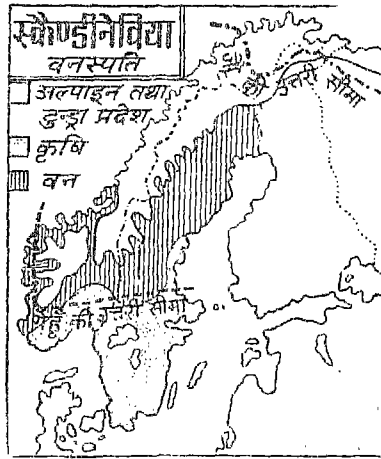 स्कैण्डीनेविया
वनस्पति
अल्पाइन तथा
टुन्ड्रा प्रदेश
कृषि
वन
की उत्तरी सीमा
गेहूँ की उत्तरी सीमा